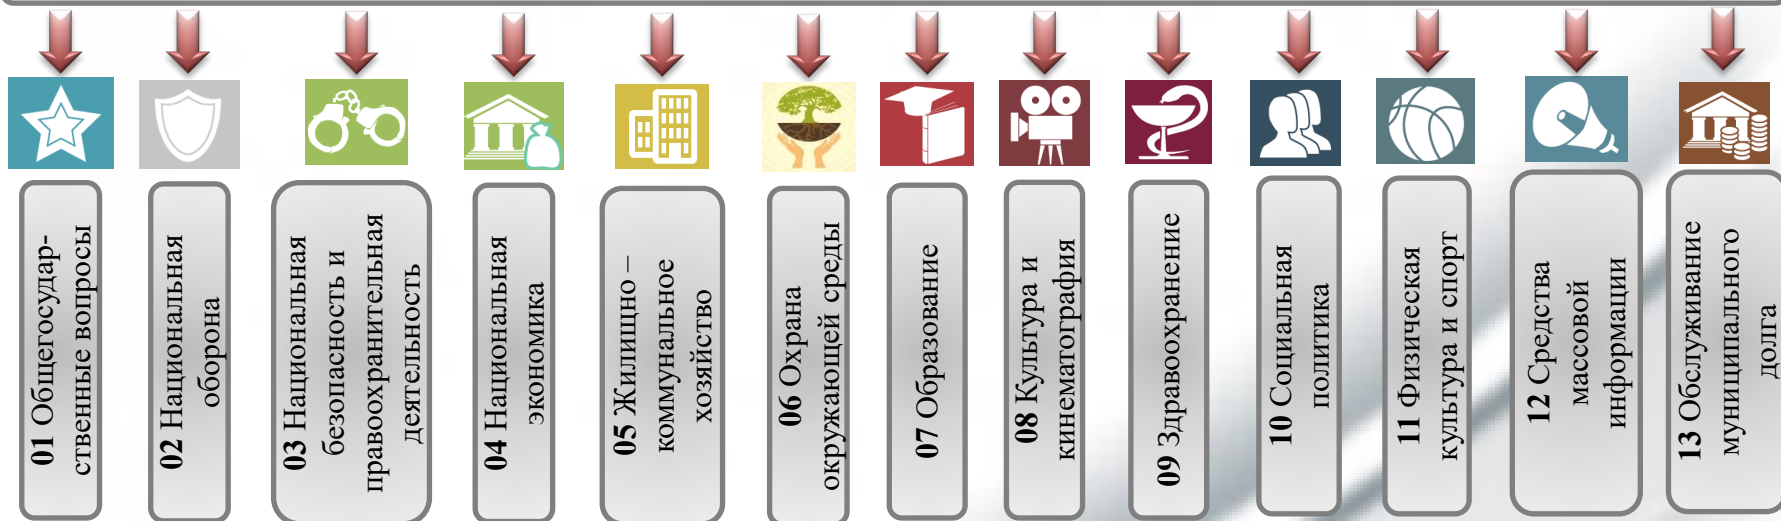 01 Общегосудар-
ственные вопросы
02 Национальная
оборона
03 Национальная
безопасность и
правоохранительная
деятельность
04 Национальная
экономика
05 Жилищно –
коммунальное
хозяйство
06 Охрана
окружающей среды
07 Образование
08 Культура и
кинематография
09 Здравоохранение
10 Социальная
политика
11 Физическая
культура и спорт
12 Средства
массовой
информации
13 Обслуживание
муниципального
долга